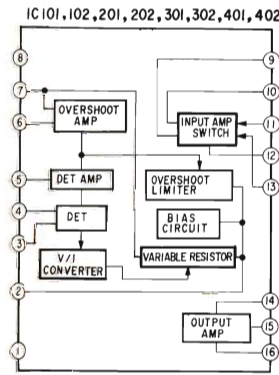 IC101, 102, 201, 202, 301, 302, 401, 402
8
9
7
10
OVERSHOOT
AMP
6
INPUT AMP
SWITCH
11
12
5
DET AMP
OVERSHOOT
LIMITER
13
4
DET
BIAS
CIRCUIT
3
V/I
CONVERTER
VARIABLE RESISTOR
2
14
OUTPUT
AMP
15
1
16